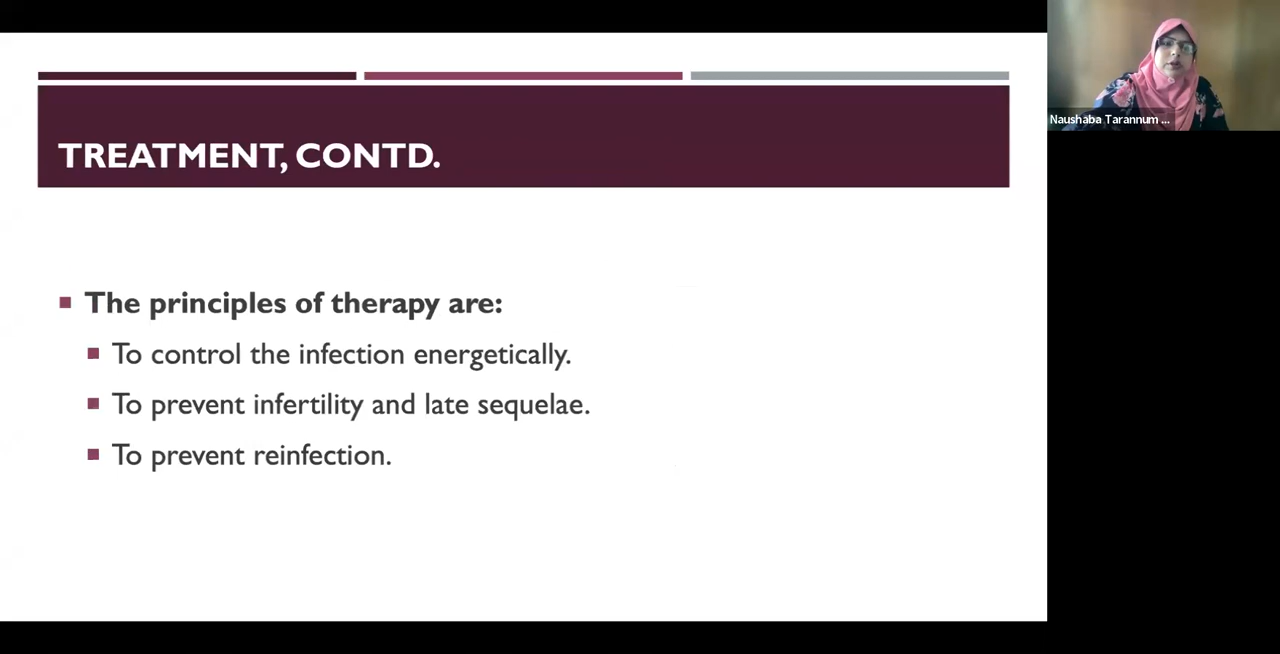 TREATMENT, CONTD.
The principles of therapy are:
To control the infection energetically.
To prevent infertility and late sequelae.
To prevent reinfection.
Naushaba Tarannum ...